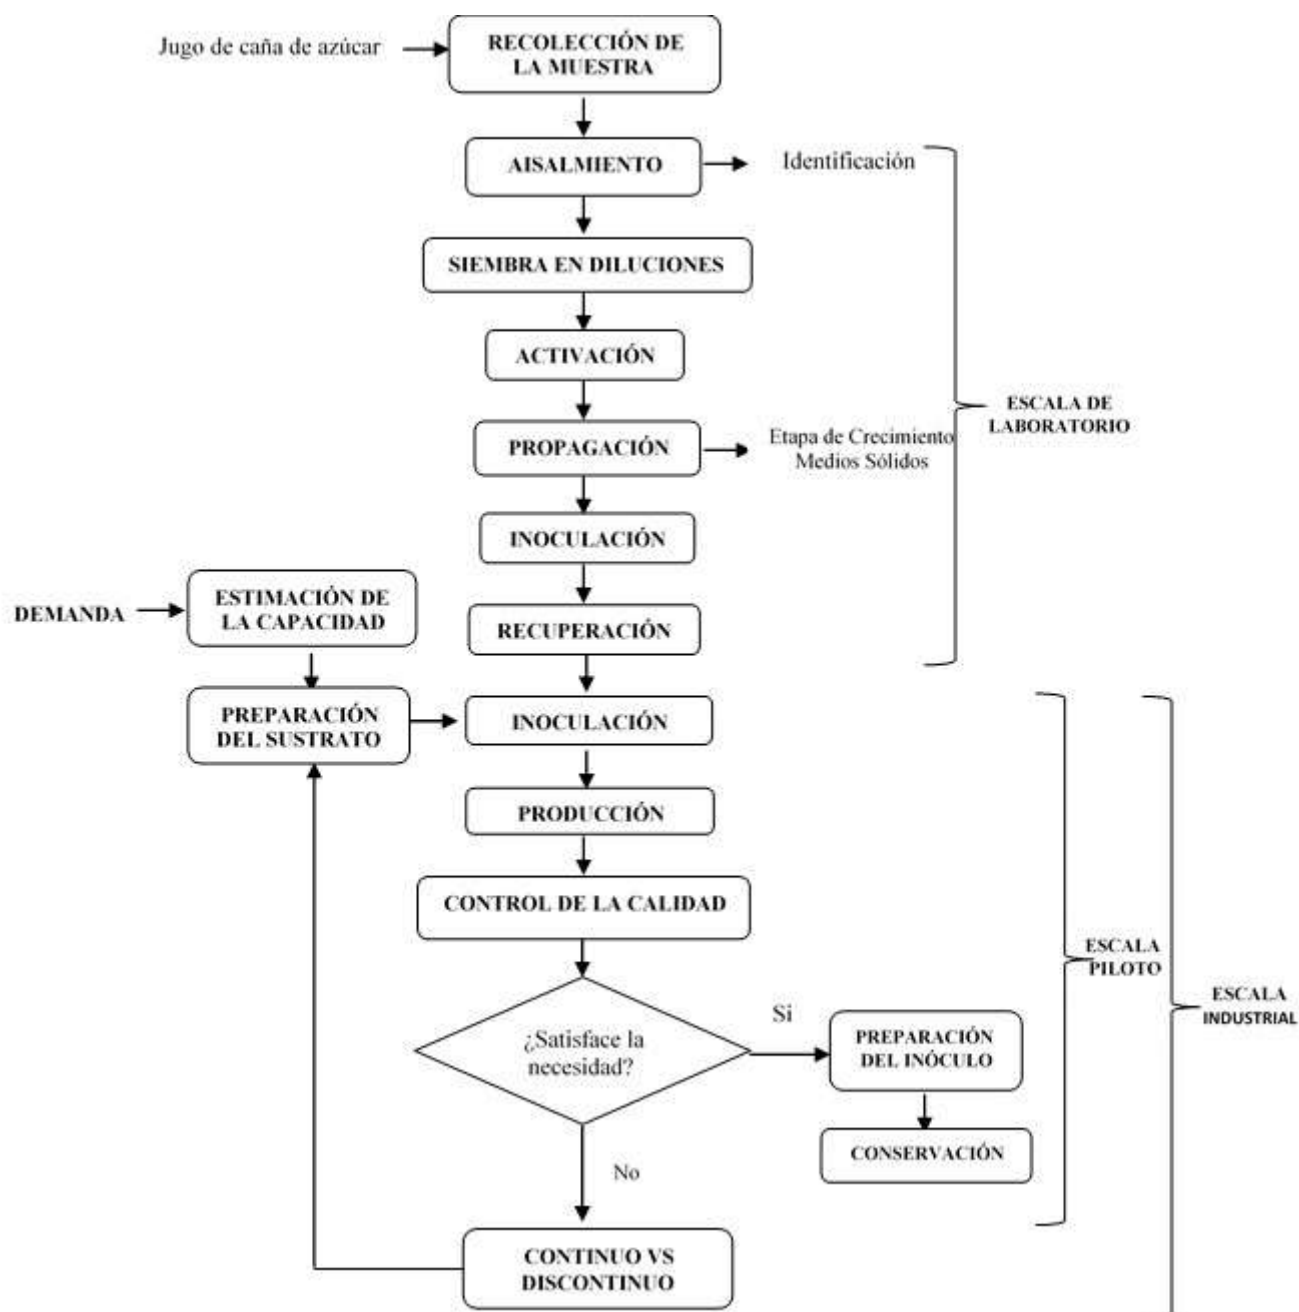 Jugo de caña de azúcar
RECOLECCIÓN DE
LA MUESTRA
AISALMIENTO
Identificación
SIEMBRA EN DILUCIONES
ACTIVACIÓN
ESCALA DE
LABORATORIO
PROPAGACIÓN
Etapa de Crecimiento
Medios Sólidos
INOCULACIÓN
DEMANDA
ESTIMACIÓN DE
LA CAPACIDAD
RECUPERACIÓN
PREPARACIÓN
DEL SUSTRATO
INOCULACIÓN
PRODUCCIÓN
CONTROL DE LA CALIDAD
ESCALA
PILOTO
ESCALA
INDUSTRIAL
¿Satisface la
necesidad?
Si
PREPARACIÓN
DEL INÓCULO
CONSERVACIÓN
No
CONTINUO VS
DISCONTINUO